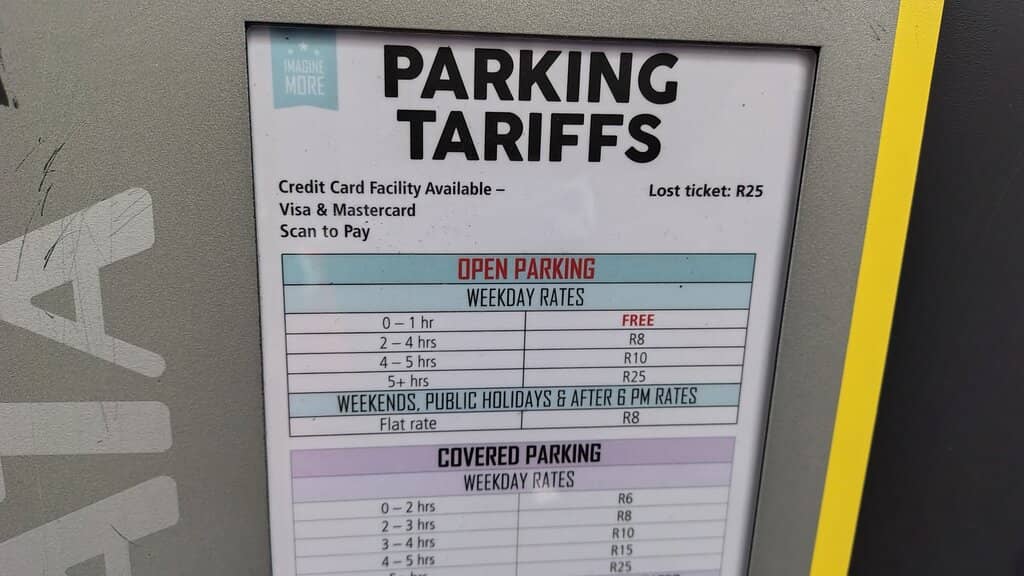 IMAGINE
MORE
PARKING
TARIFFS
Credit Card Facility Available –
Visa & Mastercard
Scan to Pay
Lost ticket: R25
OPEN PARKING
WEEKDAY RATES
0 – 1 hr FREE
2 – 4 hrs R8
4 – 5 hrs R10
5+ hrs R25
WEEKENDS, PUBLIC HOLIDAYS & AFTER 6 PM RATES
Flat rate R8
COVERED PARKING
WEEKDAY RATES
0 – 2 hrs R6
2 – 3 hrs R8
3 – 4 hrs R10
4 – 5 hrs R15
R25